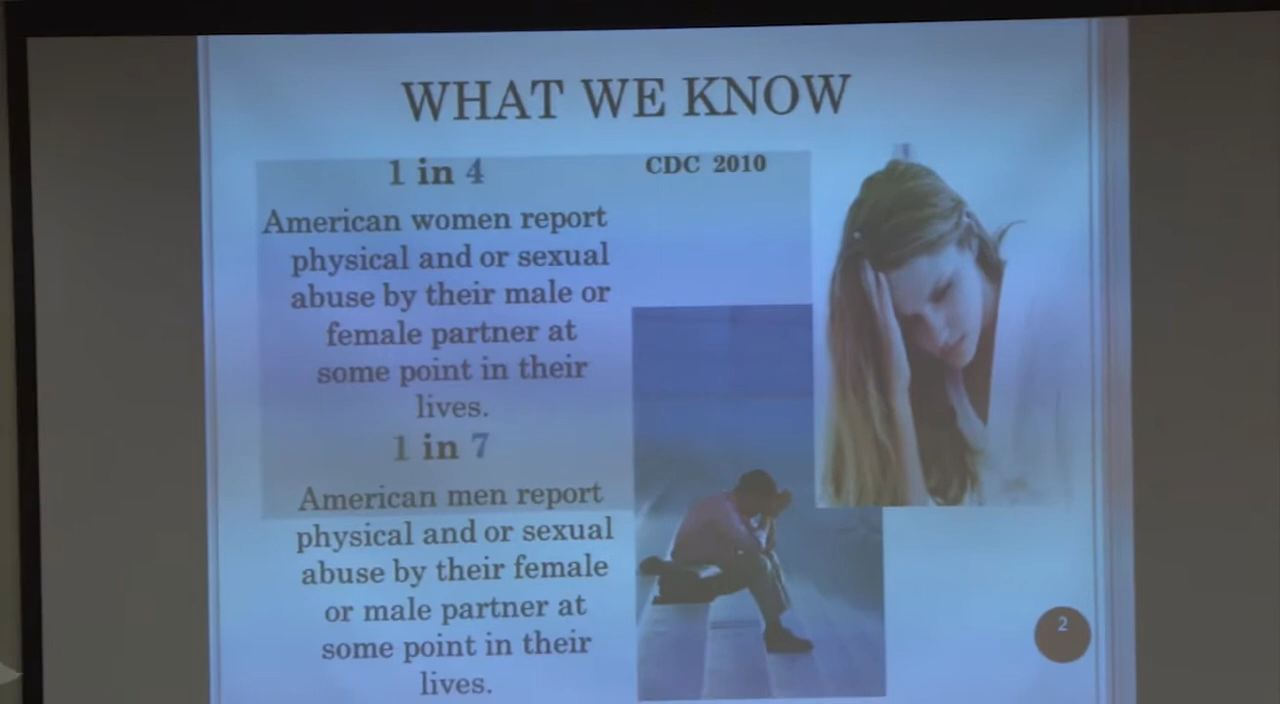 WHAT WE KNOW
1 in 4
CDC 2010
American women report
physical and or sexual
abuse by their male or
female partner at
some point in their
lives.
1 in 7
American men report
physical and or sexual
abuse by their female
or male partner at
some point in their
lives.
2